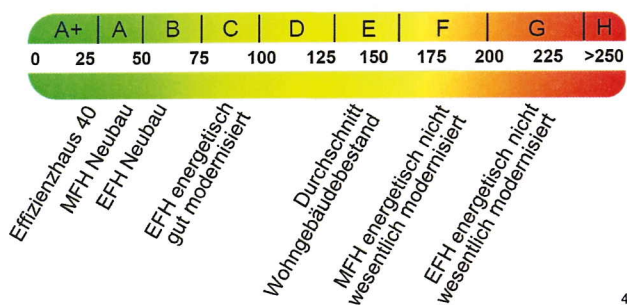 A+ A B C D E F G H
0 25 50 75 100 125 150 175 200 225 >250
Effizienzhaus 40
MFH Neubau
EFH Neubau
EFH energetisch
gut modernisiert
Durchschnitt
Wohngebäudebestand
MFH energetisch nicht
wesentlich modernisiert
EFH energetisch nicht
wesentlich modernisiert